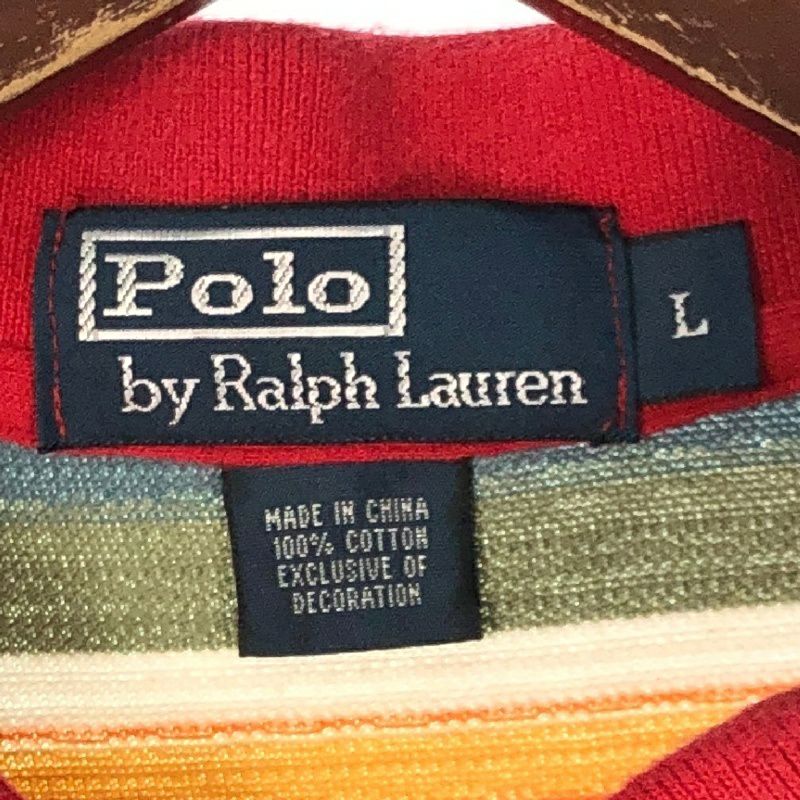 Polo
by Ralph Lauren
L
MADE IN CHINA
100% COTTON
EXCLUSIVE OF
DECORATION